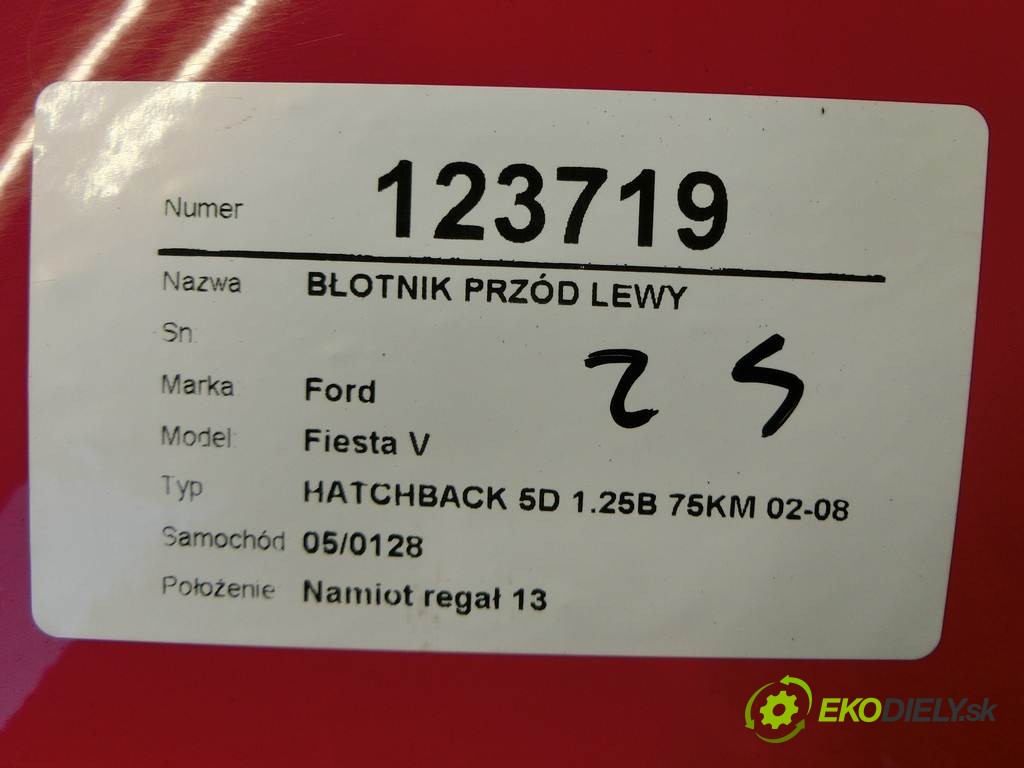 Numer 123719
Nazwa BŁOTNIK PRZÓD LEWY
Sn:
Marka Ford
Model: Fiesta V
Typ HATCHBACK 5D 1.25B 75KM 02-08
Samochód 05/0128
Położenie Namiot regał 13
EKODIELY.sk